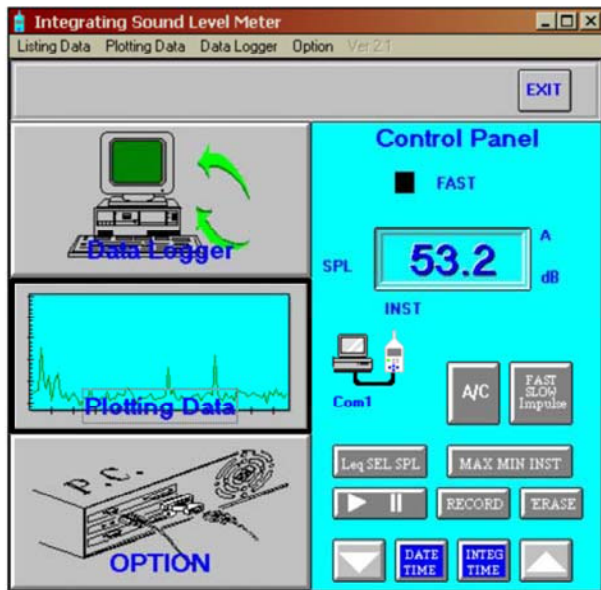 Integrating Sound Level Meter
Listing Data Plotting Data Data Logger Option Ver 2.1
EXIT
Data Logger
Plotting Data
P.C.
OPTION
Control Panel
FAST
SPL 53.2 A
dB
INST
Com1
A/C
FAST
SLOW
Impulse
Leq SEL SPL MAX MIN INST
RECORD ERASE
DATE
TIME
INTEG
TIME